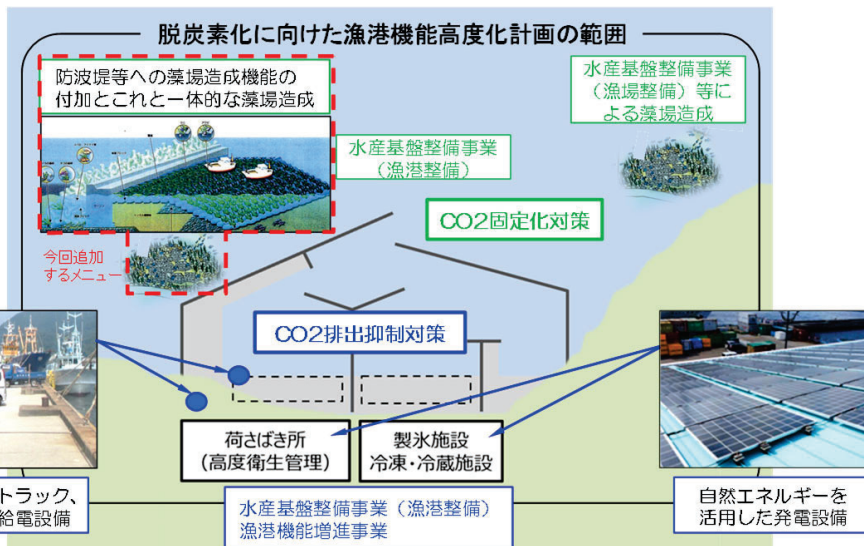 脱炭素化に向けた漁港機能高度化計画の範囲
防波堤等への藻場造成機能の
付加とこれと一体的な藻場造成
水産基盤整備事業
（漁港整備）
水産基盤整備事業
（漁場整備）等に
よる藻場造成
CO2固定化対策
今回追加
するメニュー
CO2排出抑制対策
荷さばき所
(高度衛生管理)
製氷施設
冷凍・冷蔵施設
トラック、
給電設備
水産基盤整備事業（漁港整備）
漁港機能増進事業
自然エネルギーを
活用した発電設備